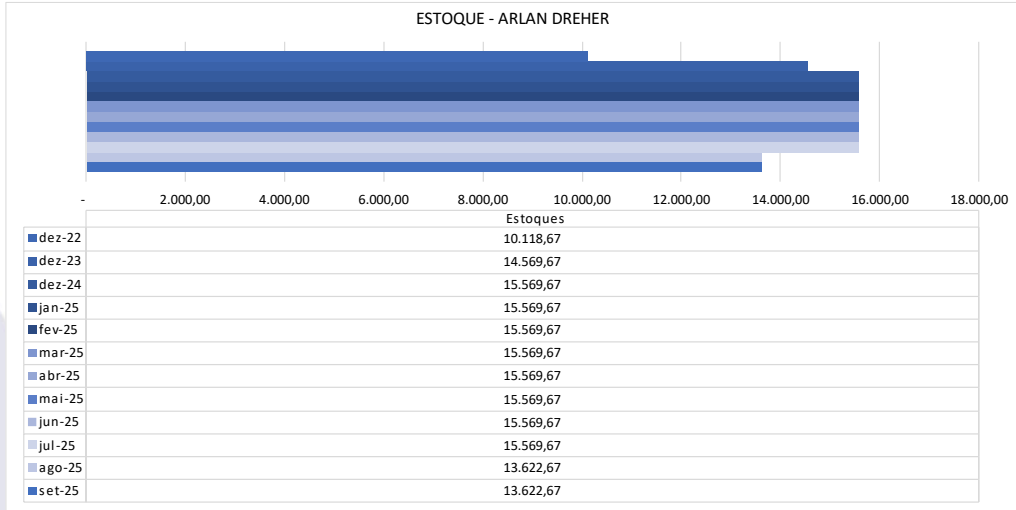 ESTOQUE - ARLAN DREHER
- 2.000,00 4.000,00 6.000,00 8.000,00 10.000,00 12.000,00 14.000,00 16.000,00 18.000,00
Estoques
dez-22 10.118,67
dez-23 14.569,67
dez-24 15.569,67
jan-25 15.569,67
fev-25 15.569,67
mar-25 15.569,67
abr-25 15.569,67
mai-25 15.569,67
jun-25 15.569,67
jul-25 15.569,67
ago-25 13.622,67
set-25 13.622,67